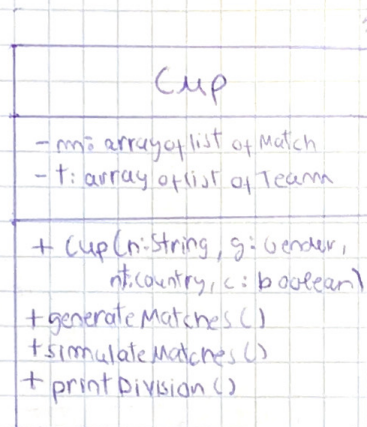 Cup
- m: array of list of Match
- t: array of list of Team
+ Cup(n:String, g: Gender,
nt:country, c: boolean)
+generateMatches()
+simulateMatches()
+ printDivision()